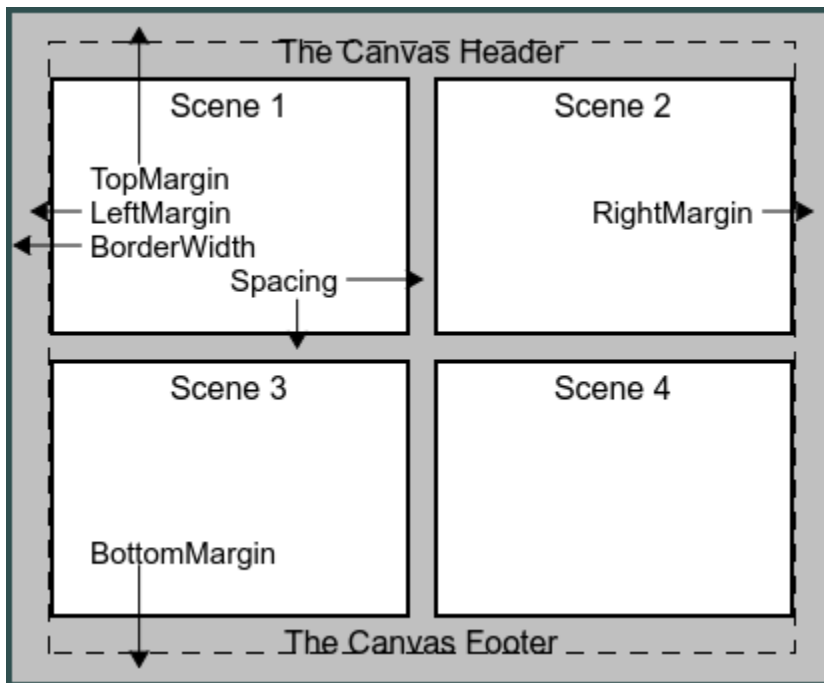 The Canvas Header
Scene 1
Scene 2
TopMargin
LeftMargin
RightMargin
BorderWidth
Spacing
Scene 3
Scene 4
BottomMargin
The Canvas Footer